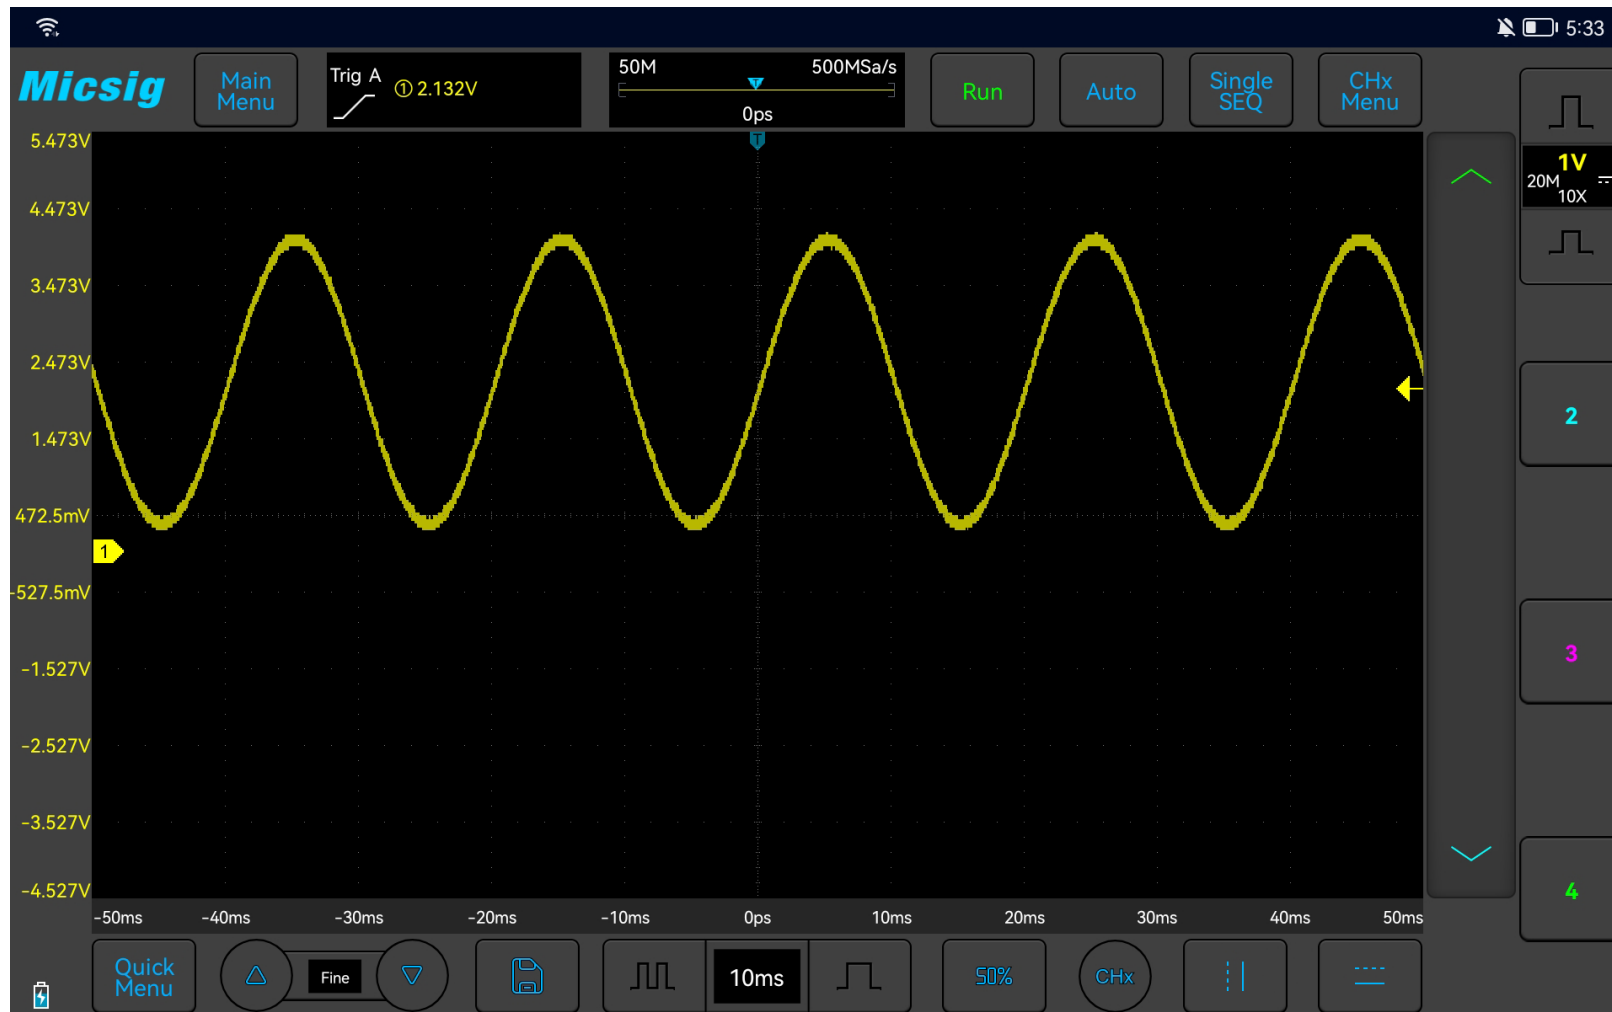 5:33
Micsig
Main
Menu
Trig A
① 2.132V
50M
500MSa/s
T
0ps
Run
Auto
Single
SEQ
CHx
Menu
T
5.473V
4.473V
3.473V
2.473V
1.473V
472.5mV
1
-527.5mV
-1.527V
-2.527V
-3.527V
-4.527V
1V
20M
10X
2
3
4
-50ms
-40ms
-30ms
-20ms
-10ms
0ps
10ms
20ms
30ms
40ms
50ms
Quick
Menu
Fine
10ms
50%
CHx